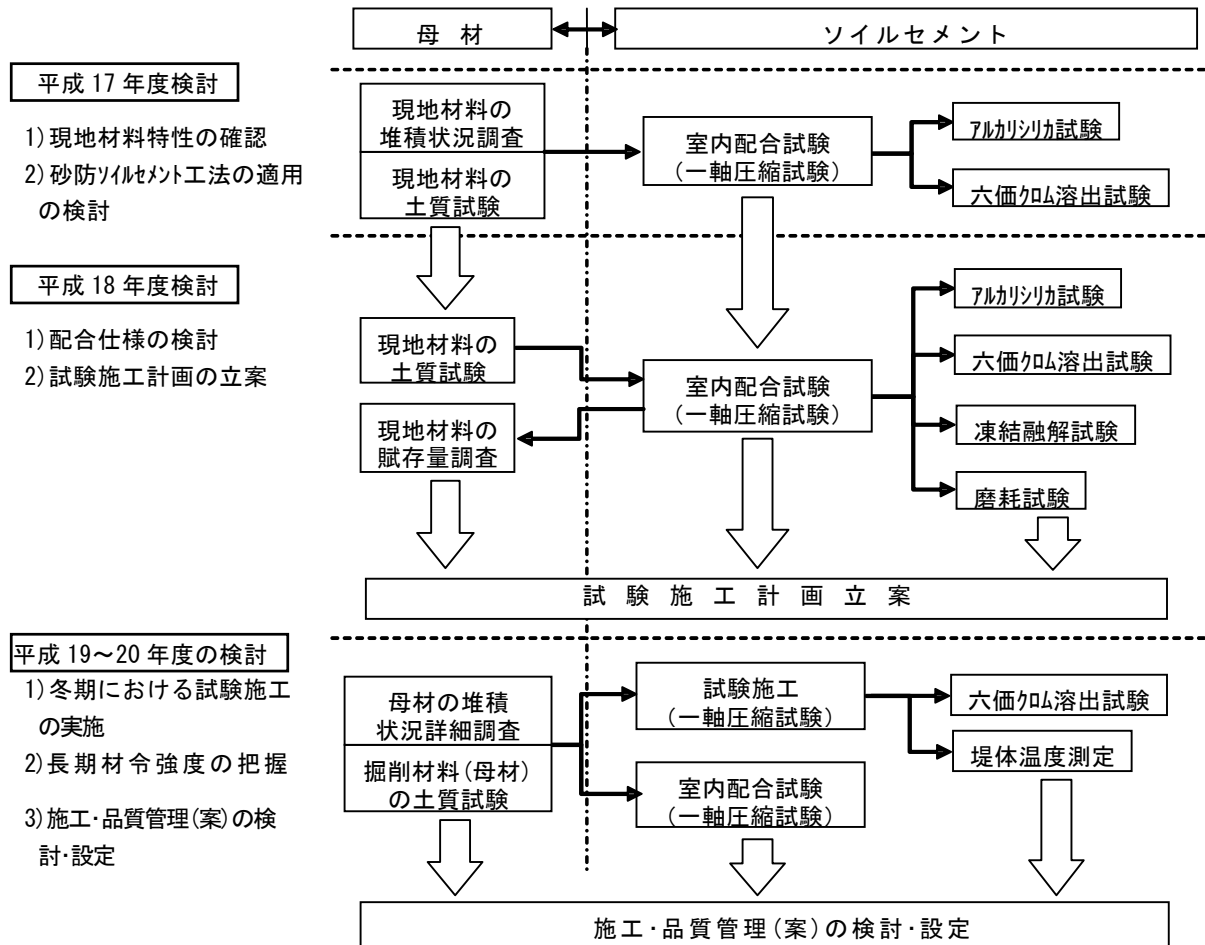 母 材
ソイルセメント
平成 17 年度検討
1) 現地材料特性の確認
2) 砂防ｿｲﾙｾﾒﾝﾄ工法の適用
の検討
現地材料の
堆積状況調査
現地材料の
土質試験
室内配合試験
(一軸圧縮試験)
ｱﾙｶﾘｼﾘｶ試験
六価ｸﾛﾑ溶出試験
平成 18 年度検討
1) 配合仕様の検討
2) 試験施工計画の立案
現地材料の
土質試験
現地材料の
賦存量調査
室内配合試験
(一軸圧縮試験)
ｱﾙｶﾘｼﾘｶ試験
六価ｸﾛﾑ溶出試験
凍結融解試験
磨耗試験
試 験 施 工 計 画 立 案
平成 19～20 年度の検討
1) 冬期における試験施工
の実施
2) 長期材令強度の把握
3) 施工･品質管理(案)の検
討･設定
母材の堆積
状況詳細調査
掘削材料(母材)
の土質試験
試験施工
(一軸圧縮試験)
室内配合試験
(一軸圧縮試験)
六価ｸﾛﾑ溶出試験
堤体温度測定
施工･品質管理(案)の検討･設定